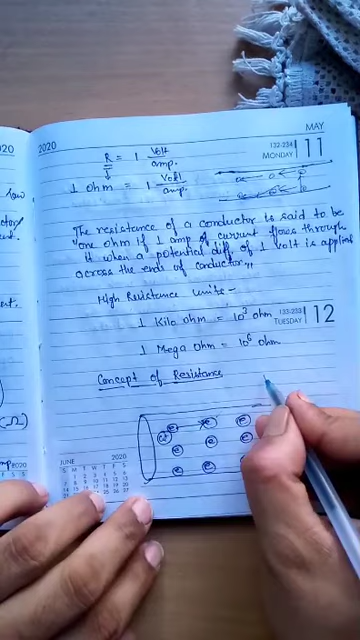 2020
MAY
132-234
MONDAY 11
R = 1 Volt
amp.
1 ohm = 1 Volt
amp.
The resistance of a conductor is said to be
one ohm if 1 amp of current flows through
it when a potential diff. of 1 volt is applied
across the ends of conductor,,
High Resistance units -
1 Kilo ohm = 10³ ohm
133-233
TUESDAY 12
1 Mega ohm = 10⁶ ohm
Concept of Resistance
e e e
e e e
e e
JUNE 2020
(Ω)
2020